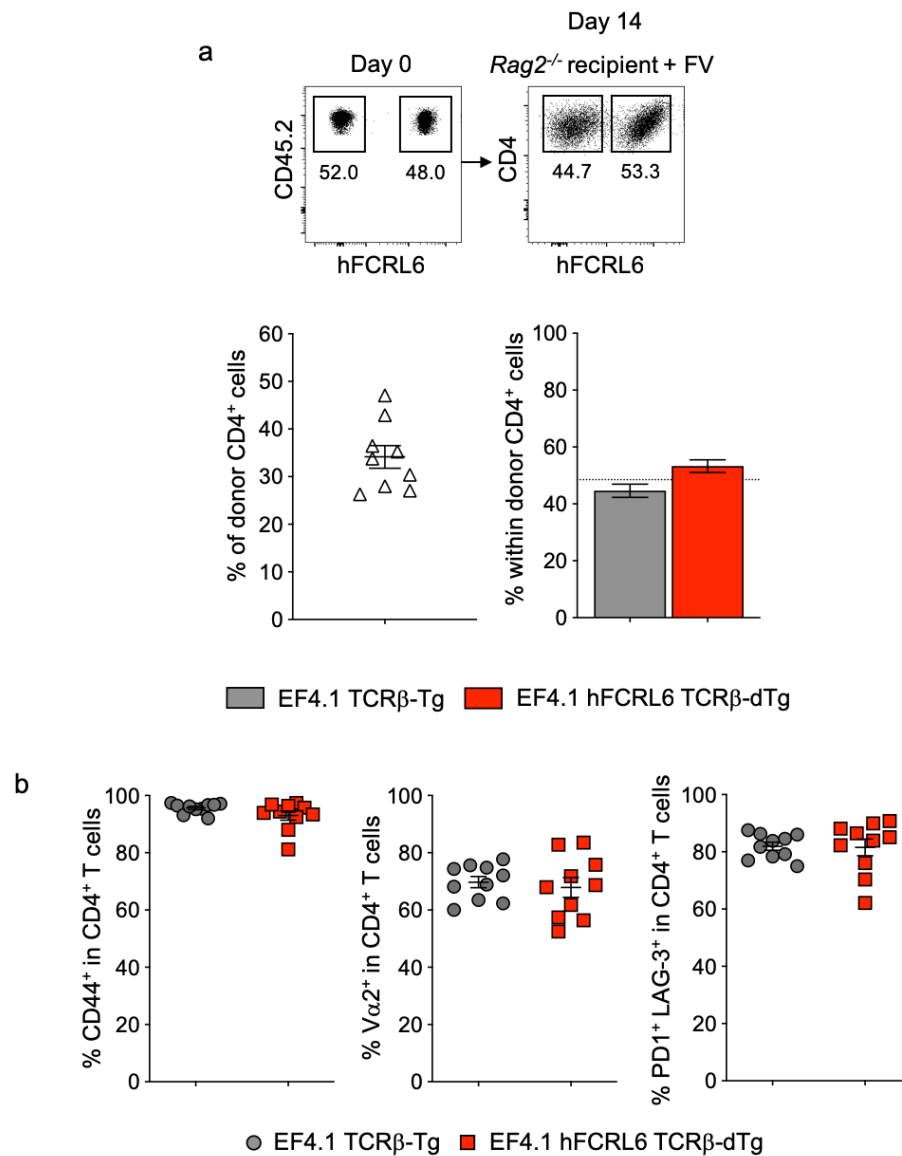 Day 14
a
Day 0
Rag2-/- recipient + FV
CD45.2
52.0
48.0
hFCRL6
CD4
44.7
53.3
hFCRL6
% of donor CD4+ cells
60
50
40
30
20
10
0
% within donor CD4+ cells
100
80
60
40
20
0
EF4.1 TCRβ-Tg
EF4.1 hFCRL6 TCRβ-dTg
b
% CD44+ in CD4+ T cells
100
80
60
40
20
0
% Vα2+ in CD4+ T cells
100
80
60
40
20
0
% PD1+ LAG-3+ in CD4+ T cells
100
80
60
40
20
0
EF4.1 TCRβ-Tg
EF4.1 hFCRL6 TCRβ-dTg